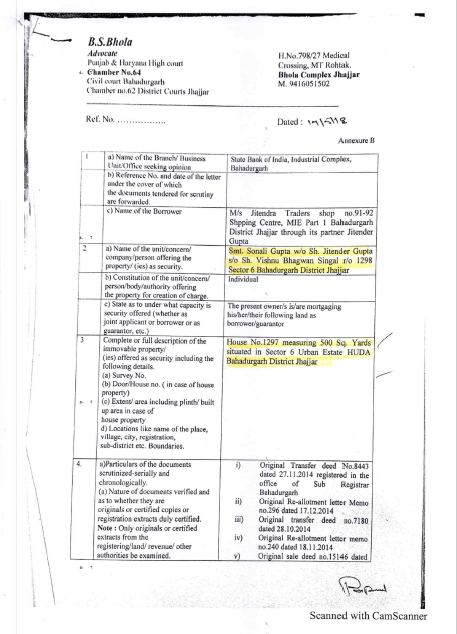 B.S.Bhola
Advocate
Punjab & Haryana High court
Chamber No.64
Civil court Bahadurgarh
Chamber no.62 District Courts Jhajjar
H.No.798/27 Medical
Crossing, MT Rohtak.
Bhola Complex Jhajjar
M. 9416051502
Ref. No. .................
Dated :
Annexure B
1
a) Name of the Branch/ Business
Unit/Office seeking opinion
State Bank of India, Industrial Complex,
Bahadurgarh
b) Reference No. and date of the letter
under the cover of which
the documents tendered for scrutiny
are forwarded.
c) Name of the Borrower
M/s Jitendra Traders shop no.91-92
Shpping Centre, MIE Part 1 Bahadurgarh
District Jhajjar through its partner Jitender
Gupta
2
a) Name of the unit/concern/
company/person offering the
property/ (ies) as security.
Smt. Sonali Gupta w/o Sh. Jitender Gupta
s/o Sh. Vishnu Bhagwan Singal r/o 1298
Sector 6 Bahadurgarh District Jhajjar
b) Constitution of the unit/concern/
person/body/authority offering
the property for creation of charge.
Individual
c) State as to under what capacity is
security offered (whether as
joint applicant or borrower or as
guarantor, etc.)
The present owner/s is/are mortgaging
his/her/their following land as
borrower/guarantor
3
Complete or full description of the
immovable property/
(ies) offered as security including the
following details.
(a) Survey No.
(b) Door/House no. ( in case of house
property)
(c) Extent/ area including plinth/ built
up area in case of
house property
d) Locations like name of the place,
village, city, registration,
sub-district etc. Boundaries.
House No.1297 measuring 500 Sq. Yards
situated in Sector 6 Urban Estate HUDA
Bahadurgarh District Jhajjar
4.
a)Particulars of the documents
scrutinized-serially and
chronologically.
(a) Nature of documents verified and
as to whether they are
originals or certified copies or
registration extracts duly certified.
Note : Only originals or certified
extracts from the
registering/land/ revenue/ other
authorities be examined.
i) Original Transfer deed No.8443
dated 27.11.2014 registered in the
office of Sub Registrar
Bahadurgarh
ii) Original Re-allotment letter Memo
no.296 dated 17.12.2014
iii) Original transfer deed no.7180
dated 28.10.2014
iv) Original Re-allotment letter memo
no.240 dated 18.11.2014
v) Original sale deed no.15146 dated
Scanned with CamScanner